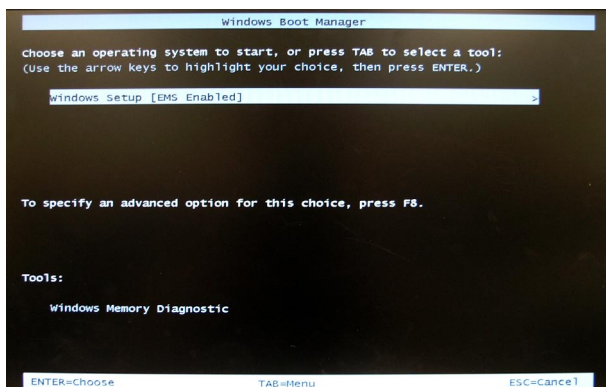 Windows Boot Manager
Choose an operating system to start, or press TAB to select a tool:
(Use the arrow keys to highlight your choice, then press ENTER.)
Windows Setup [EMS Enabled] >
To specify an advanced option for this choice, press F8.
Tools:
Windows Memory Diagnostic
ENTER=Choose TAB=Menu ESC=Cancel